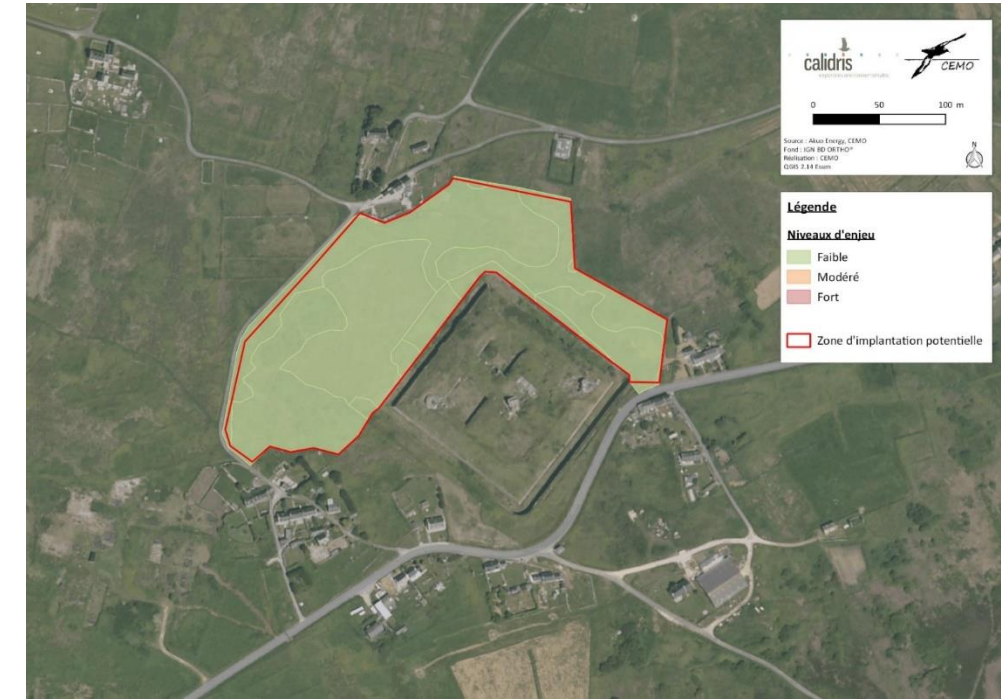 calidris
CEMO
0 50 100 m
Source : Akuo Energy, CEMO
Fond : IGN BD ORTHO®
Réalisation : CEMO
QGIS 2.14 Essen
N
Légende
Niveaux d'enjeu
Faible
Modéré
Fort
Zone d'implantation potentielle